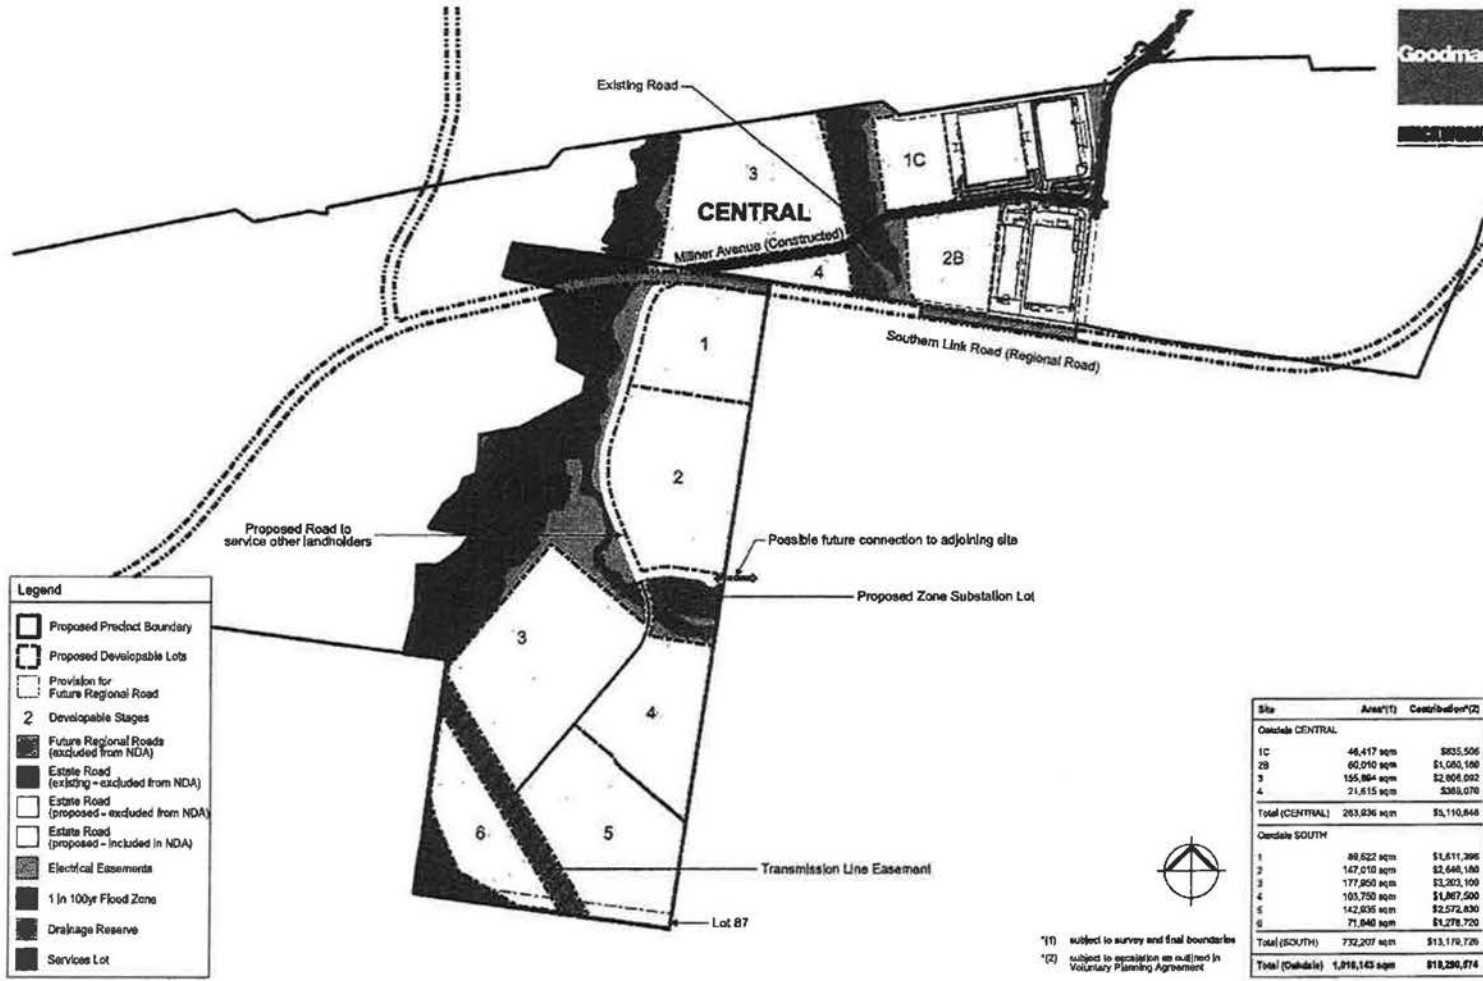 Goodma
Existing Road
1C
3
CENTRAL
Millner Avenue (Constructed)
2B
4
Southern Link Road (Regional Road)
1
2
Proposed Road to
service other landholders
Possible future connection to adjoining site
Proposed Zone Substation Lot
3
4
6
5
Transmission Line Easement
Lot 87
Legend
Proposed Precinct Boundary
Proposed Developable Lots
Provision for
Future Regional Road
2 Developable Stages
Future Regional Roads
(excluded from NDA)
Estate Road
(existing - excluded from NDA)
Estate Road
(proposed - excluded from NDA)
Estate Road
(proposed - included in NDA)
Electrical Easements
1 in 100yr Flood Zone
Drainage Reserve
Services Lot
*(1) subject to survey and final boundaries
*(2) subject to escalation as outlined in
Voluntary Planning Agreement
Site Area*(1) Contribution*(2)
Oakdale CENTRAL
1C 46,417 sqm $835,506
2B 60,010 sqm $1,080,180
3 155,894 sqm $2,806,092
4 21,615 sqm $389,070
Total (CENTRAL) 283,936 sqm $5,110,848
Oakdale SOUTH
1 89,522 sqm $1,611,396
2 147,010 sqm $2,646,180
3 177,950 sqm $3,203,100
4 103,750 sqm $1,867,500
5 142,935 sqm $2,572,830
6 71,040 sqm $1,278,720
Total (SOUTH) 732,207 sqm $13,179,726
Total (Oakdale) 1,016,143 sqm $18,290,574